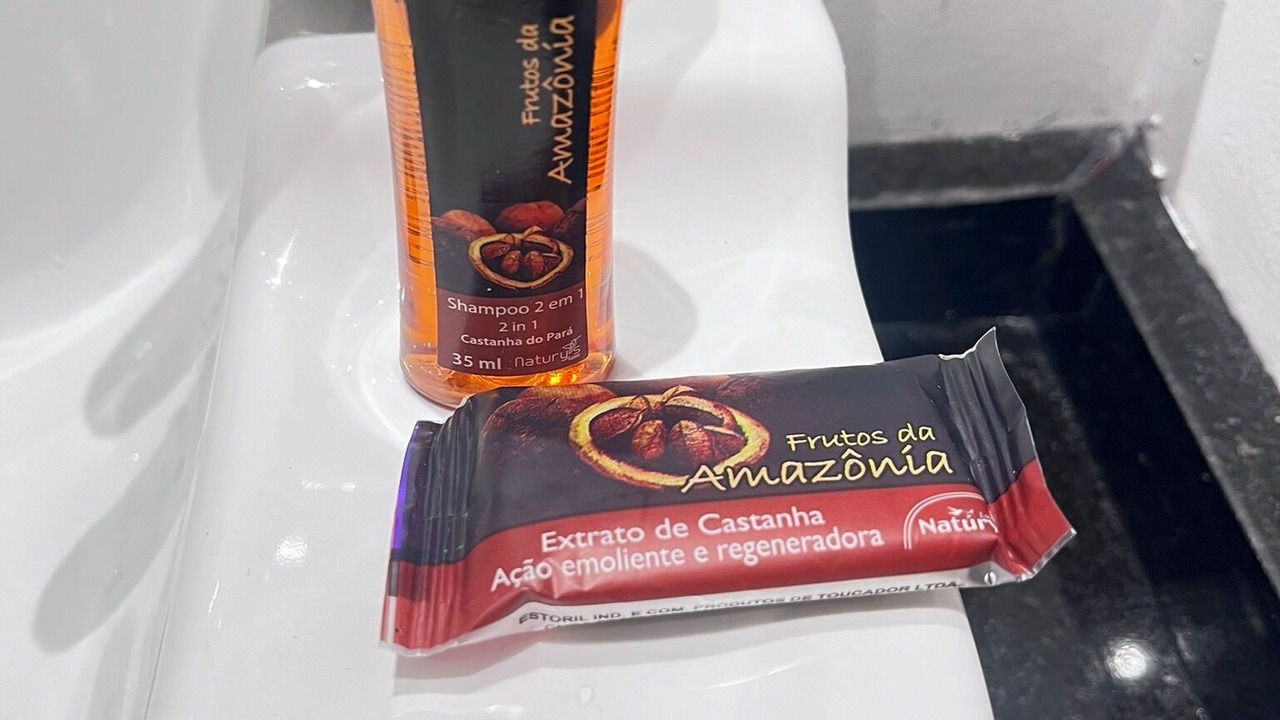 Frutos da
Amazônia
Shampoo 2 em 1
2 in 1
Castanha do Pará
35 ml Natury's
Frutos da
Amazônia
Extrato de Castanha
Ação emoliente e regeneradora
ESTORIL IND. E COM. PRODUTOS DE TOUCADOR LTDA.